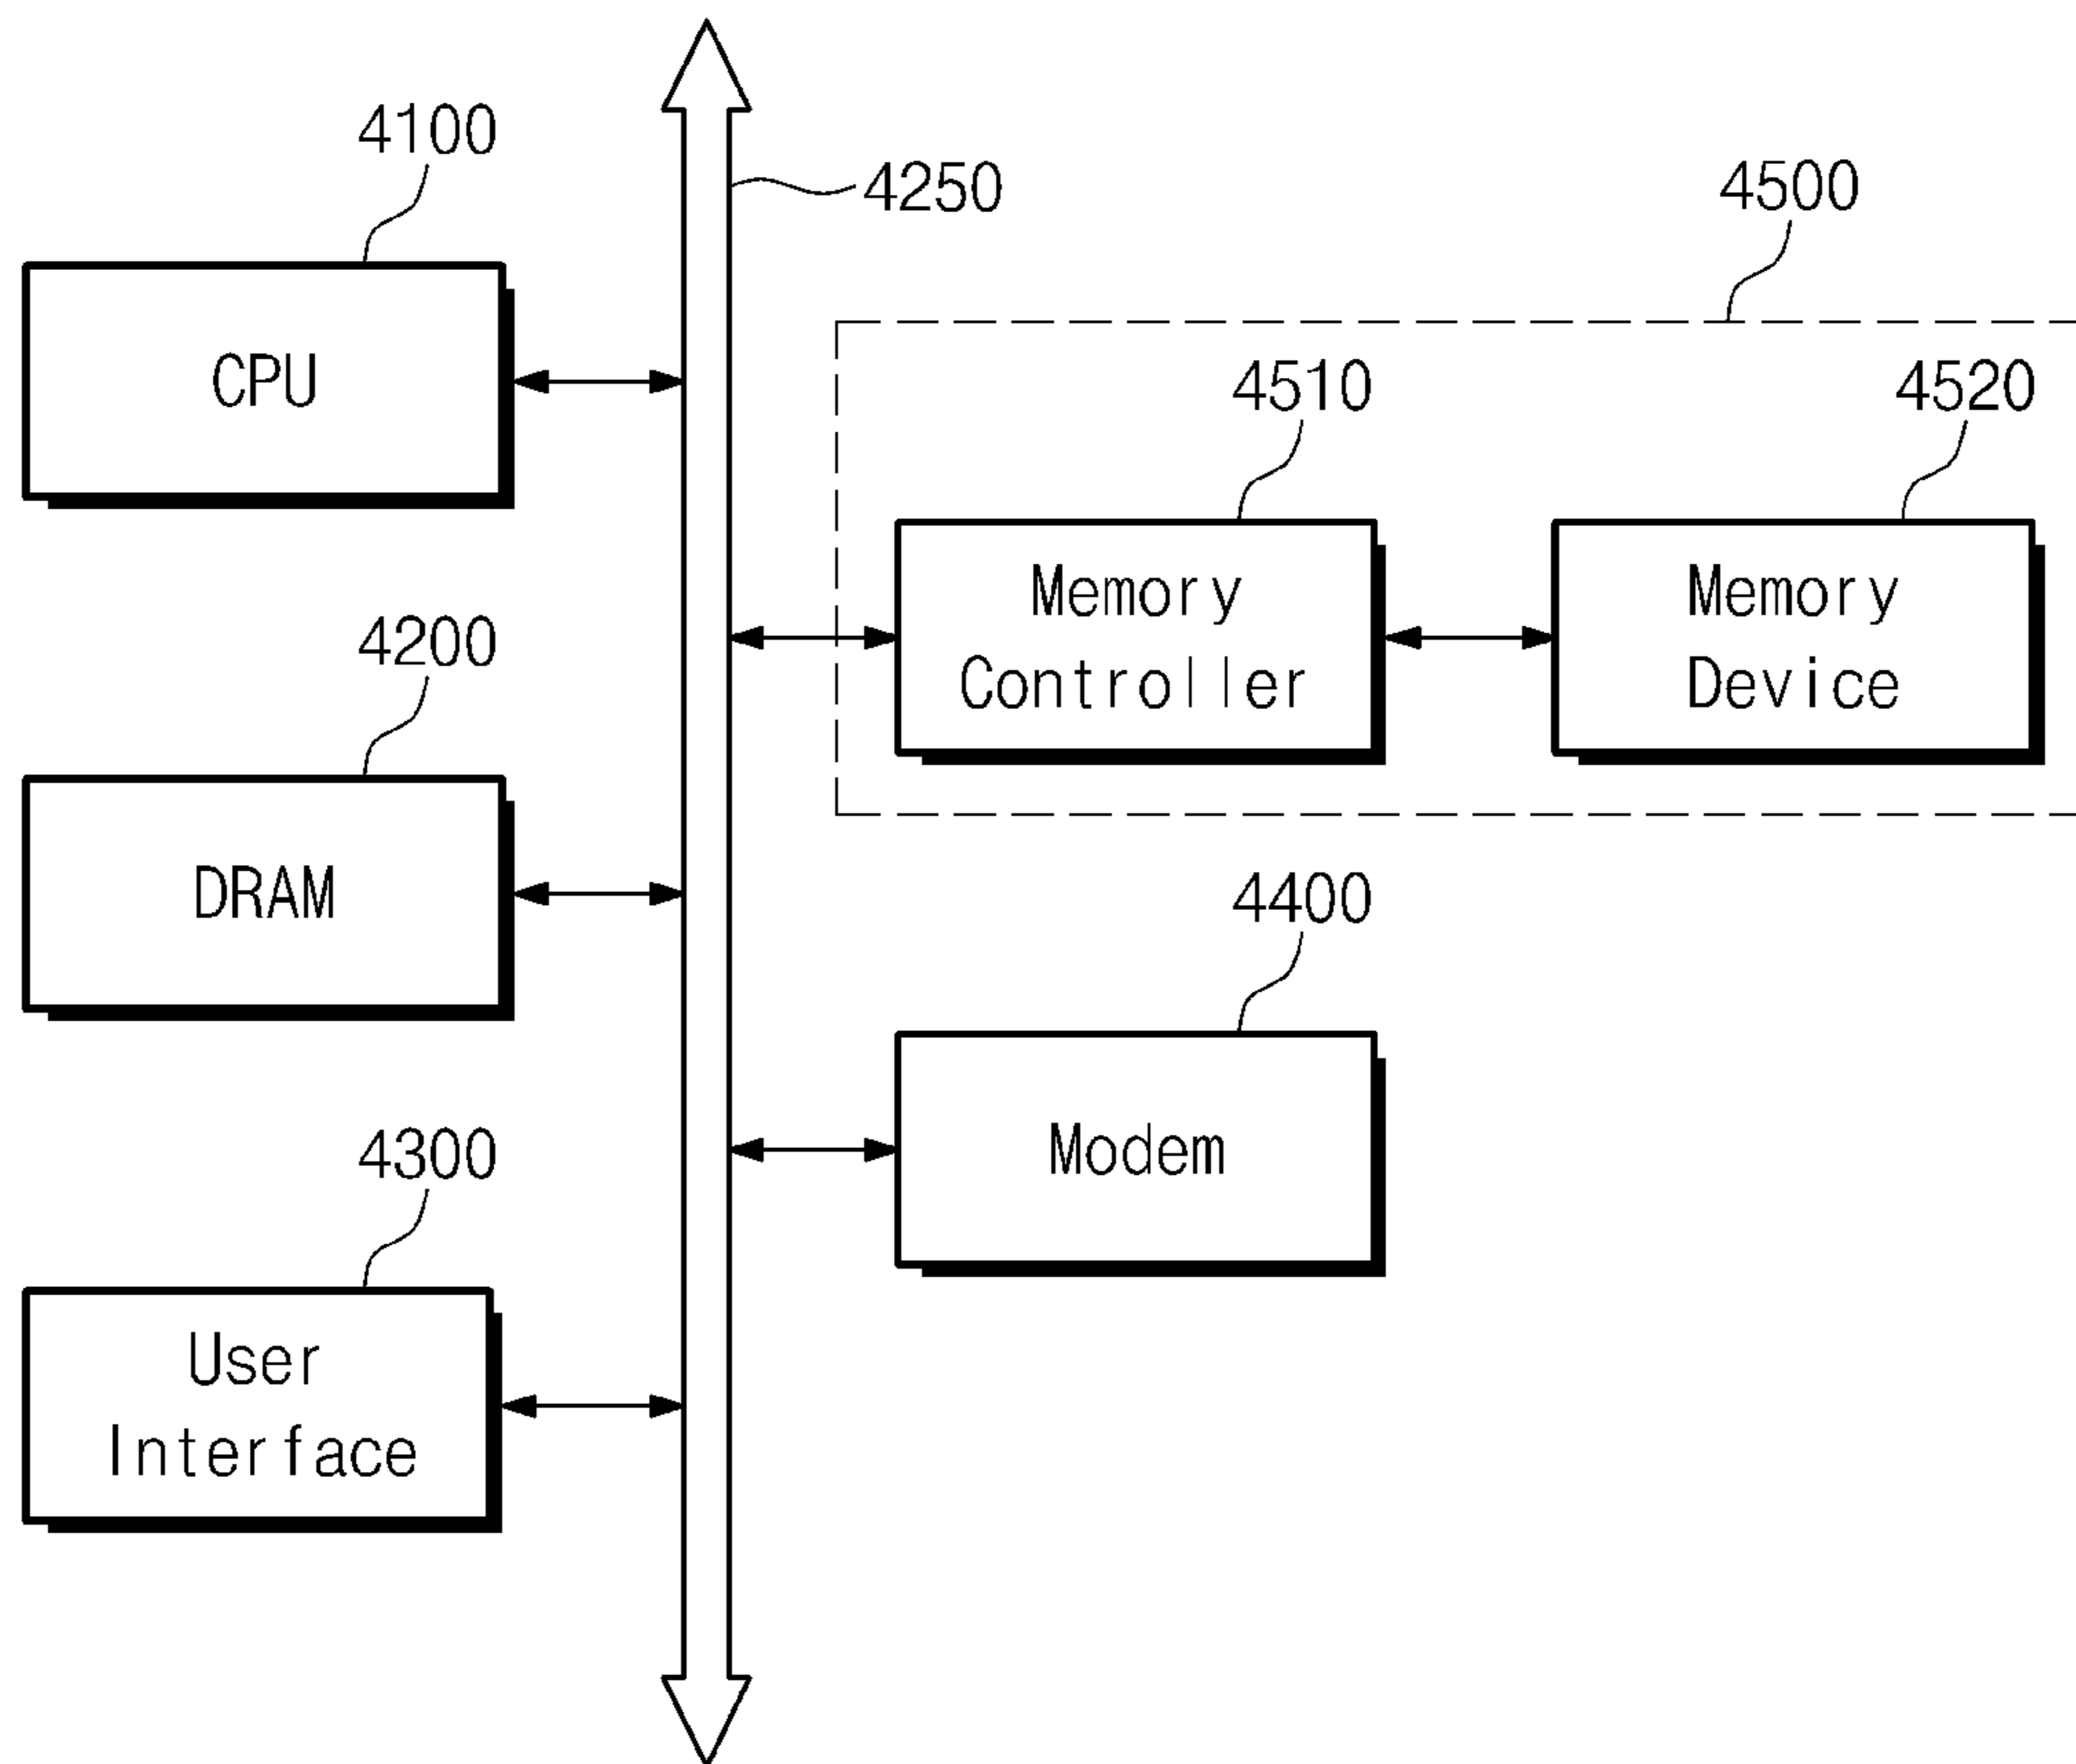 4100
4250
4500
CPU
4510
4520
Memory
Controller
Memory
Device
4200
DRAM
4400
Modem
4300
User
Interface